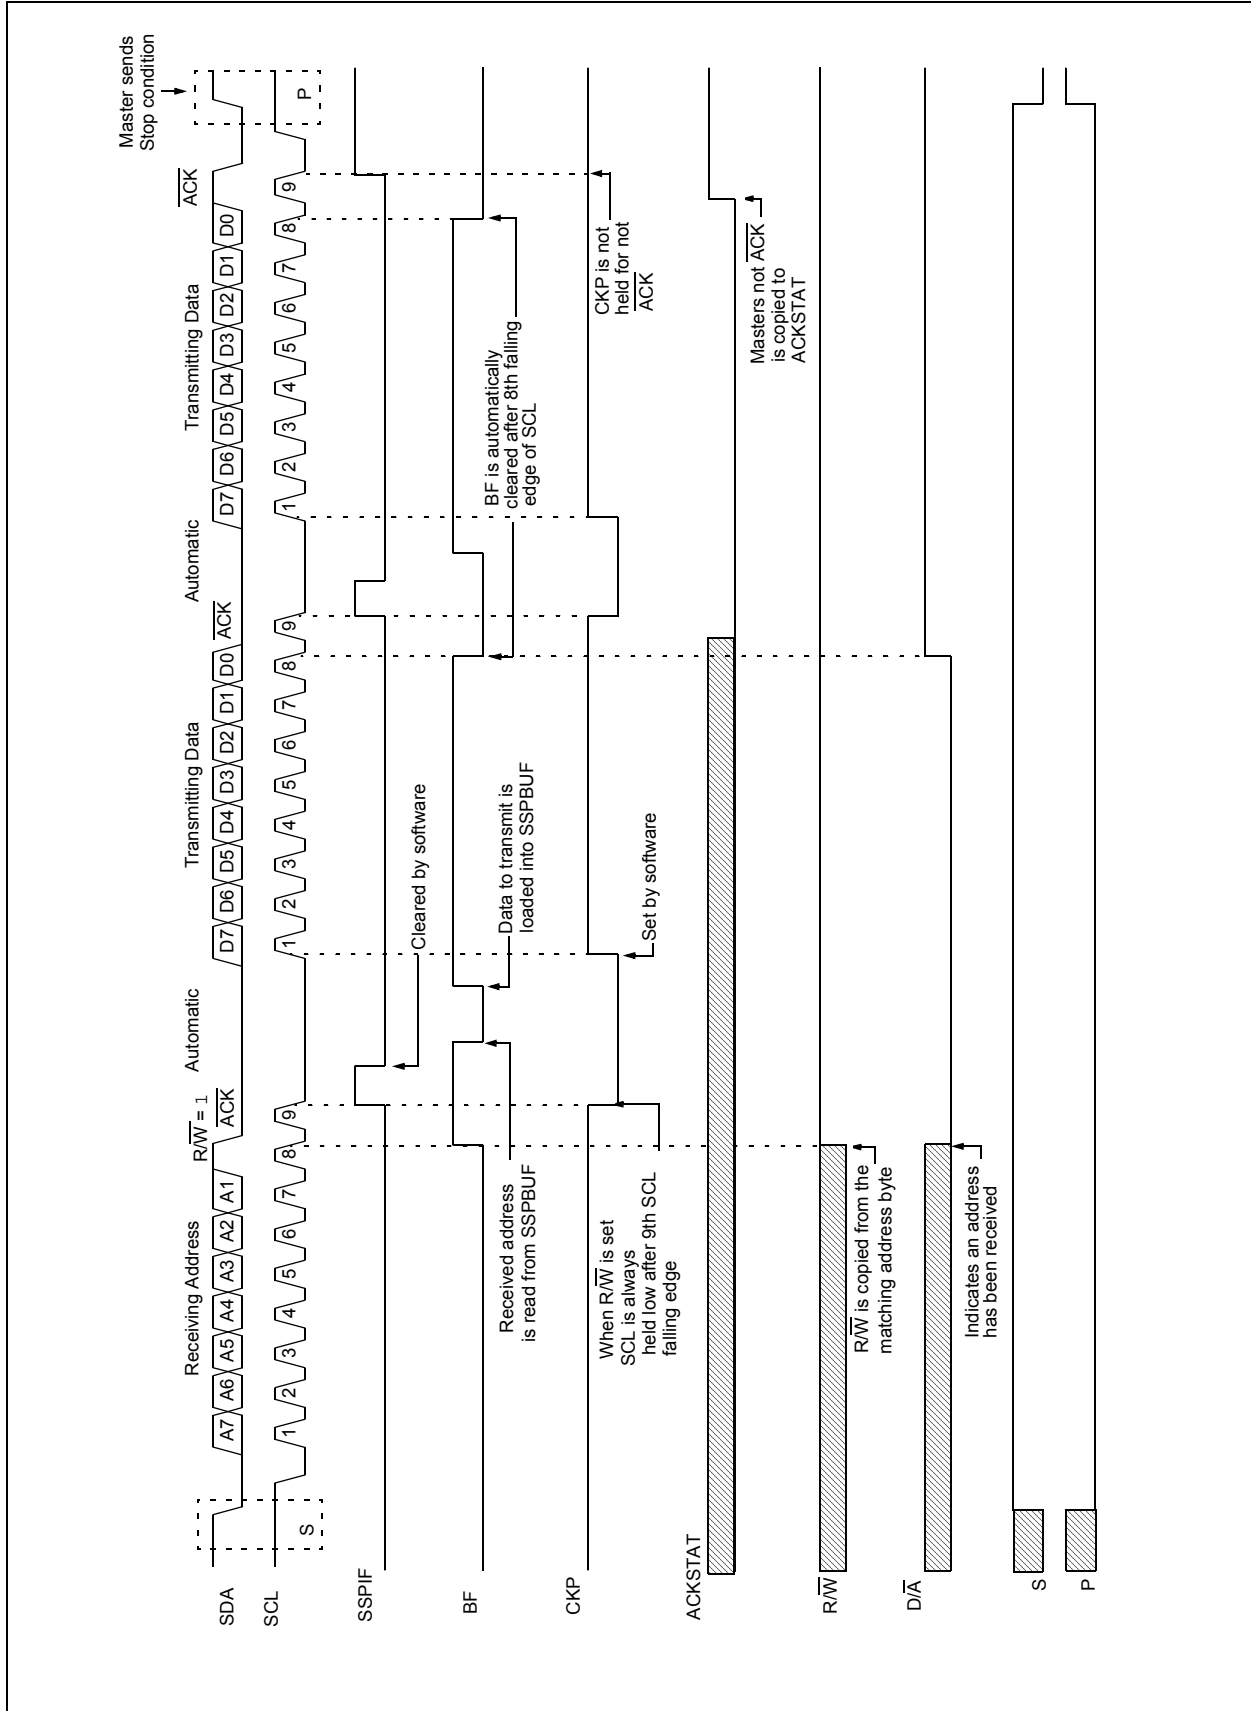 Master sends
Stop condition
Receiving Address
R/W = 1
ACK
Automatic
Transmitting Data
ACK
Automatic
Transmitting Data
ACK
SDA
A7 A6 A5 A4 A3 A2 A1
D7 D6 D5 D4 D3 D2 D1 D0
D7 D6 D5 D4 D3 D2 D1 D0
SCL
S
1 2 3 4 5 6 7 8 9
1 2 3 4 5 6 7 8 9
1 2 3 4 5 6 7 8 9
P
SSPIF
Cleared by software
BF
Received address
is read from SSPBUF
Data to transmit is
loaded into SSPBUF
BF is automatically
cleared after 8th falling
edge of SCL
CKP
When R/W is set
SCL is always
held low after 9th SCL
falling edge
Set by software
CKP is not
held for not
ACK
ACKSTAT
Masters not ACK
is copied to
ACKSTAT
R/W
R/W is copied from the
matching address byte
D/A
Indicates an address
has been received
S
P